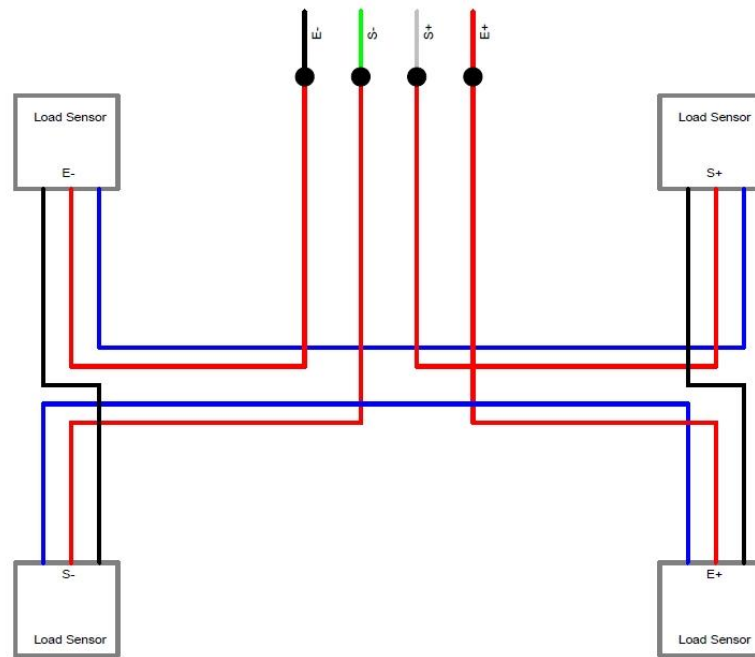 E-
S-
S+
E+
Load Sensor
E-
Load Sensor
S+
S-
Load Sensor
E+
Load Sensor